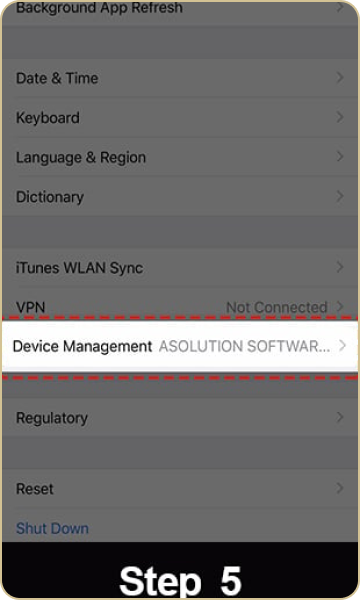 Background App Refresh
Date & Time
Keyboard
Language & Region
Dictionary
iTunes WLAN Sync
VPN Not Connected
Device Management ASOLUTION SOFTWAR...
Regulatory
Reset
Shut Down
Step 5